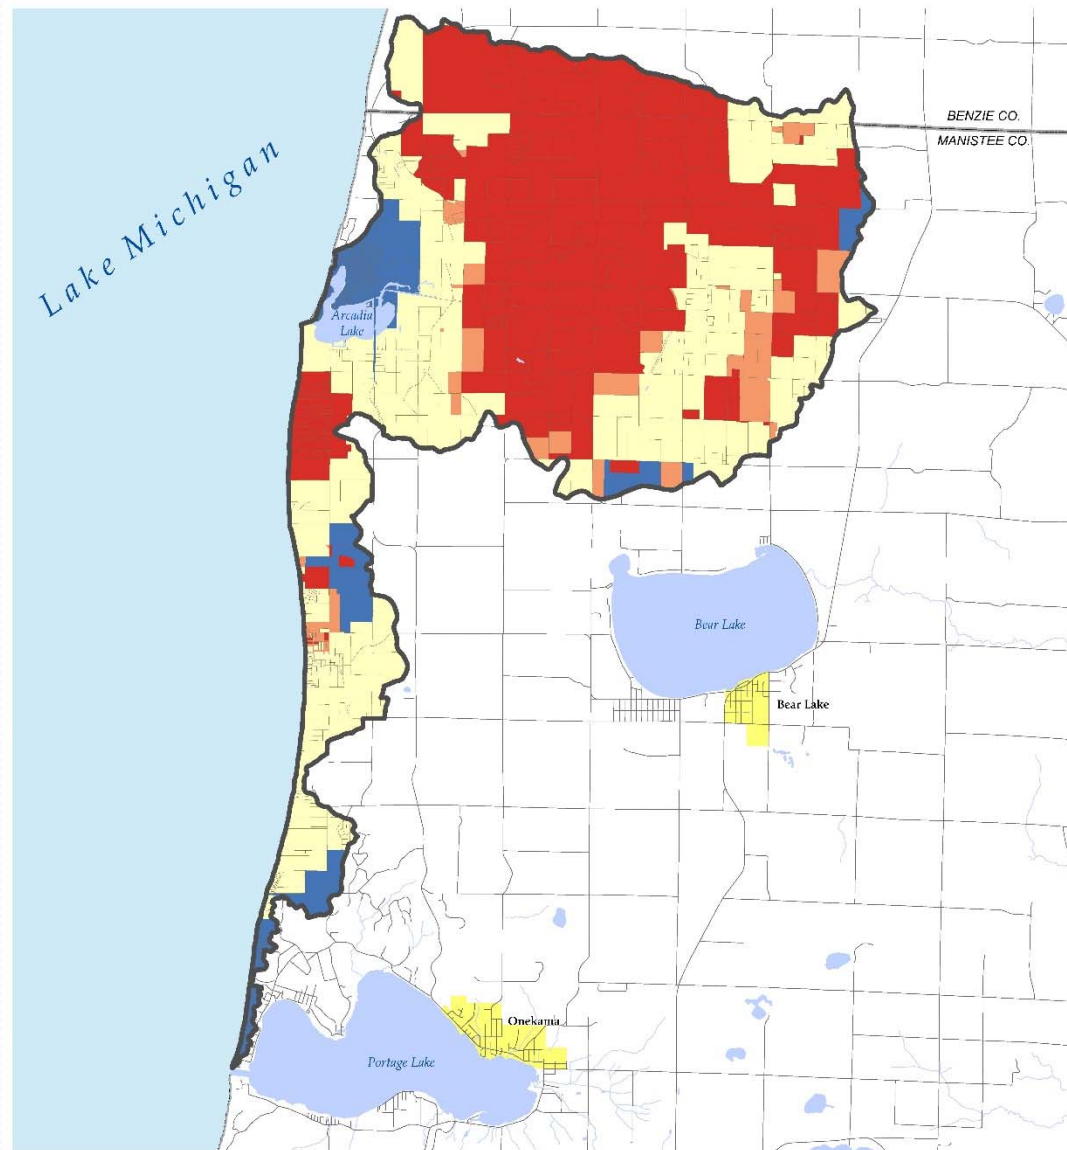 BENZIE CO.
MANISTEE CO.
Lake Michigan
Arcadia
Lake
Bear Lake
Bear Lake
Onekama
Portage Lake